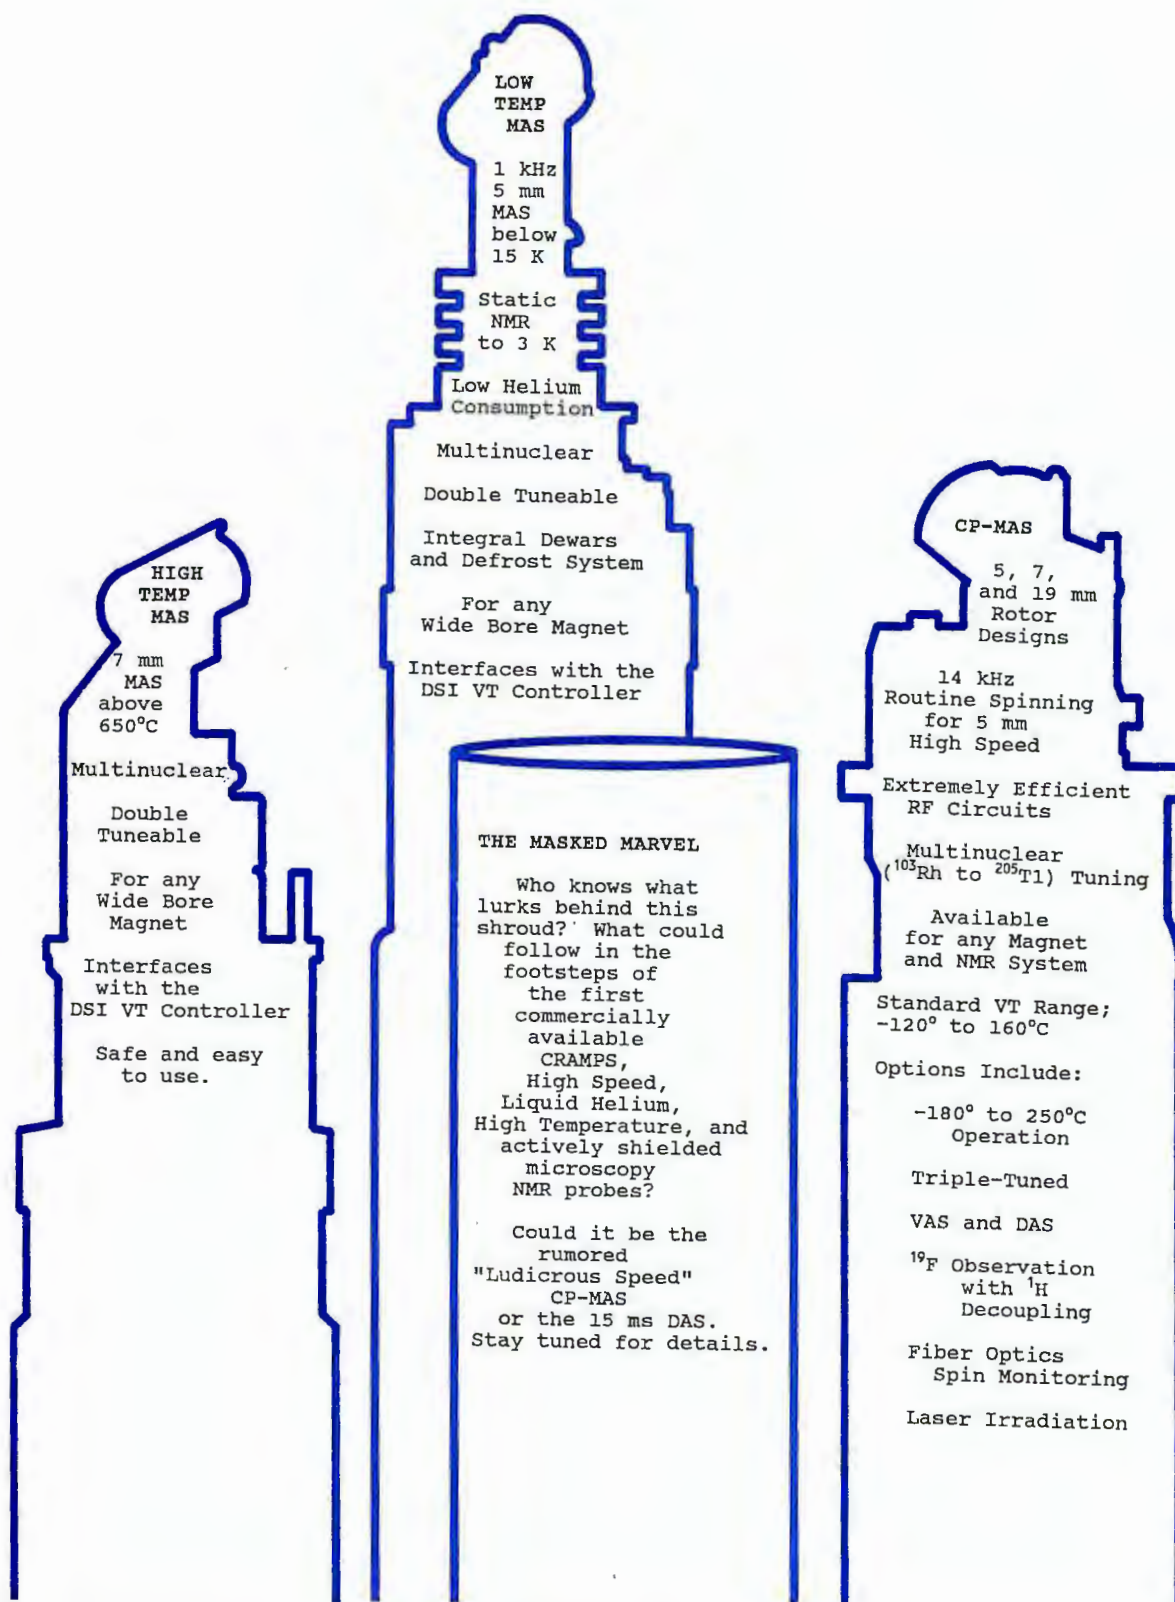 LOW
TEMP
MAS
1 kHz
5 mm
MAS
below
15 K
Static
NMR
to 3 K
Low Helium
Consumption
Multinuclear
Double Tuneable
Integral Dewars
and Defrost System
For any
Wide Bore Magnet
Interfaces with the
DSI VT Controller
HIGH
TEMP
MAS
7 mm
MAS
above
650°C
Multinuclear
Double
Tuneable
For any
Wide Bore
Magnet
Interfaces
with the
DSI VT Controller
Safe and easy
to use.
THE MASKED MARVEL
Who knows what
lurks behind this
shroud? What could
follow in the
footsteps of
the first
commercially
available
CRAMPS,
High Speed,
Liquid Helium,
High Temperature, and
actively shielded
microscopy
NMR probes?
Could it be the
rumored
"Ludicrous Speed"
CP-MAS
or the 15 ms DAS.
Stay tuned for details.
CP-MAS
5, 7,
and 19 mm
Rotor
Designs
14 kHz
Routine Spinning
for 5 mm
High Speed
Extremely Efficient
RF Circuits
Multinuclear
(¹⁰³Rh to ²⁰⁵Tl) Tuning
Available
for any Magnet
and NMR System
Standard VT Range;
-120° to 160°C
Options Include:
-180° to 250°C
Operation
Triple-Tuned
VAS and DAS
¹⁹F Observation
with ¹H
Decoupling
Fiber Optics
Spin Monitoring
Laser Irradiation